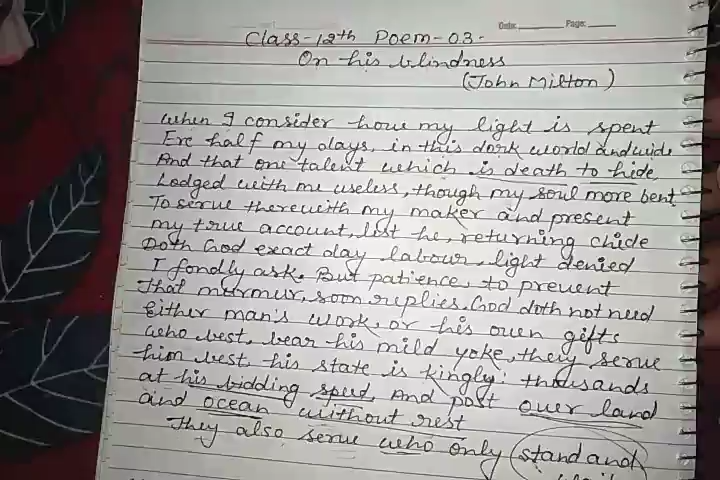 Date: Page:
Class-12th Poem-03-
On his blindness
(John Milton)
When I consider how my light is spent
Ere half my days, in this dark world and wide
And that one talent which is death to hide
Lodged with me useless, though my soul more bent
To serve therewith my maker and present
my true account, lest he, returning chide
Doth God exact day labour, light denied
I fondly ask. But patience, to prevent
That murmur, soon replies. God doth not need
Either man's work, or his own gifts
who best, bear his mild yoke, they serve
him best his state is kingly: thousands
at his bidding speed, And post over land
and ocean without rest
They also serve who only stand and